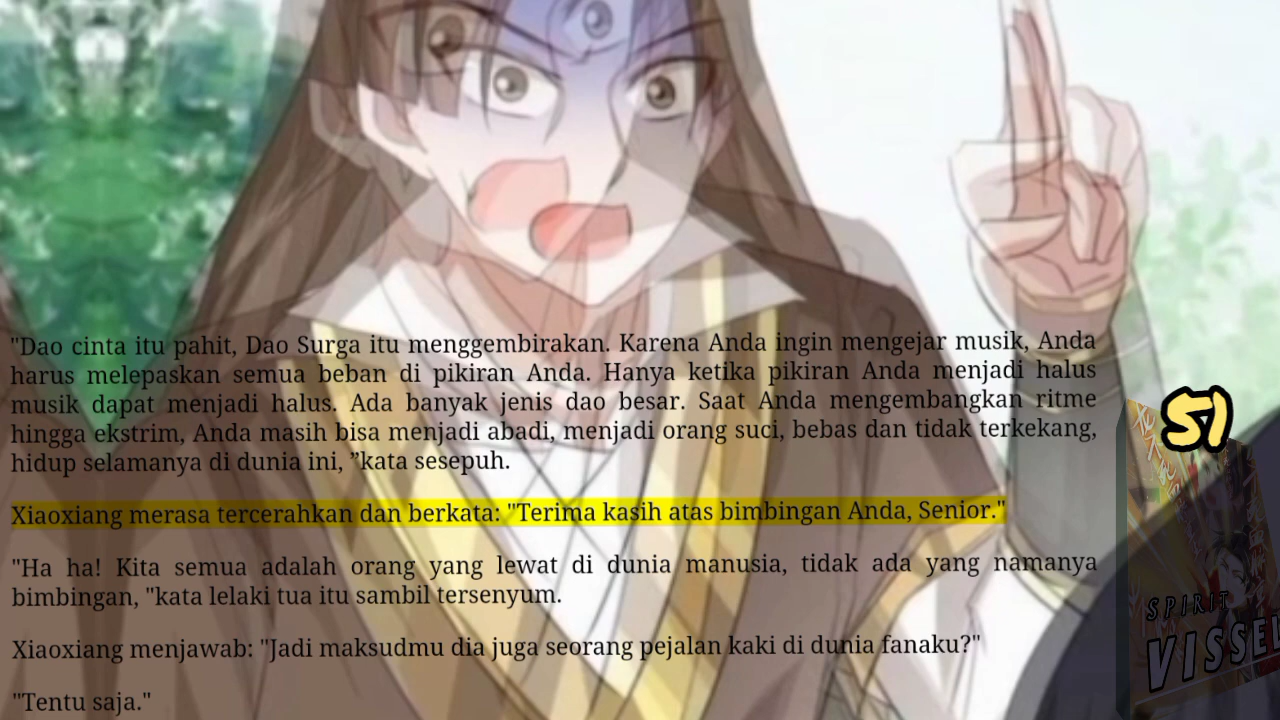 "Dao cinta itu pahit, Dao Surga itu menggembirakan. Karena Anda ingin mengejar musik, Anda
harus melepaskan semua beban di pikiran Anda. Hanya ketika pikiran Anda menjadi halus
musik dapat menjadi halus. Ada banyak jenis dao besar. Saat Anda mengembangkan ritme
hingga ekstrim, Anda masih bisa menjadi abadi, menjadi orang suci, bebas dan tidak terkekang,
hidup selamanya di dunia ini, ”kata sesepuh.
Xiaoxiang merasa tercerahkan dan berkata: "Terima kasih atas bimbingan Anda, Senior."
"Ha ha! Kita semua adalah orang yang lewat di dunia manusia, tidak ada yang namanya
bimbingan, "kata lelaki tua itu sambil tersenyum.
Xiaoxiang menjawab: "Jadi maksudmu dia juga seorang pejalan kaki di dunia fanaku?"
"Tentu saja."
S1
SPIRIT
VISSEL